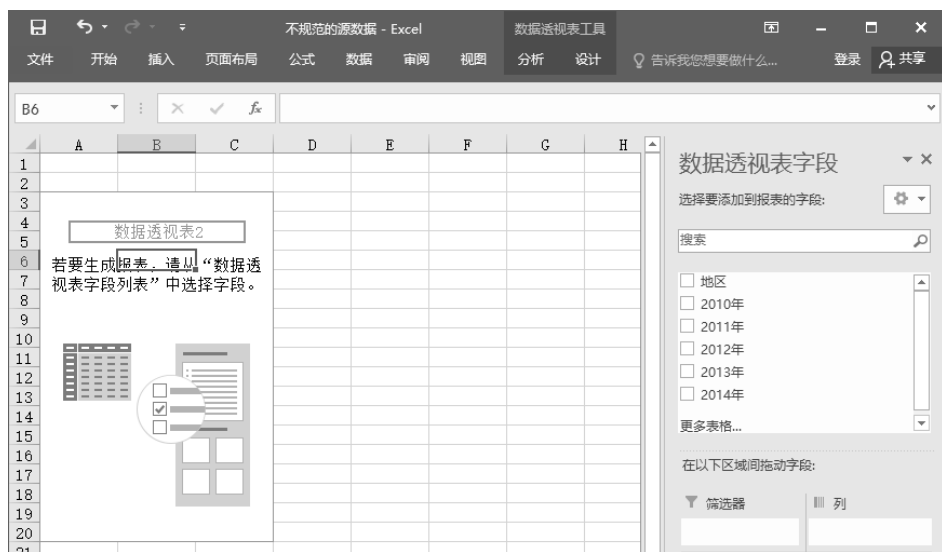 不规范的源数据 - Excel
数据透视表工具
文件 开始 插入 页面布局 公式 数据 审阅 视图 分析 设计 告诉我您想要做什么... 登录 共享
B6 fx
A B C D E F G H
1
2
3
4
5
6
7
8
9
10
11
12
13
14
15
16
17
18
19
20
21
数据透视表2
若要生成报表，请从“数据透
视表字段列表”中选择字段。
数据透视表字段
选择要添加到报表的字段:
搜索
地区
2010年
2011年
2012年
2013年
2014年
更多表格...
在以下区域间拖动字段:
筛选器 列